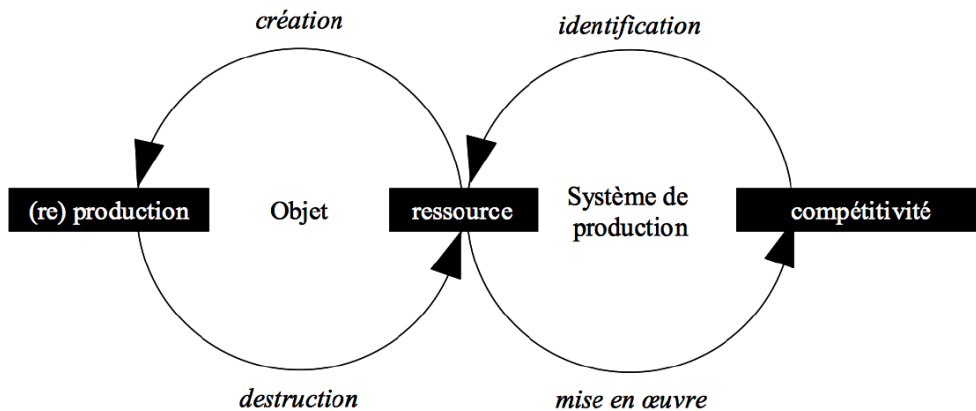 création
identification
(re) production
Objet
ressource
Système de
production
compétitivité
destruction
mise en œuvre